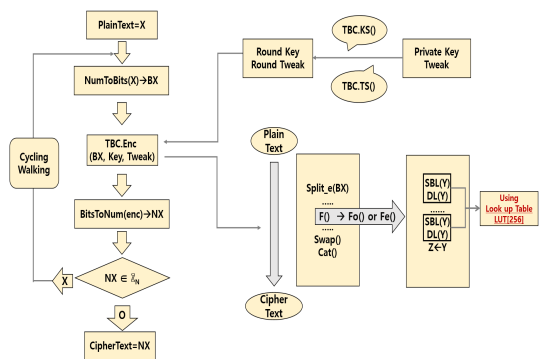 PlainText=X
NumToBits(X)→BX
TBC.Enc
(BX, Key, Tweak)
BitsToNum(enc)→NX
NX ∈ ℤN
X
O
CipherText=NX
Cycling
Walking
Round Key
Round Tweak
TBC.KS()
TBC.TS()
Private Key
Tweak
Plain
Text
Cipher
Text
Split_e(BX)
.....
F() → Fo() or Fe()
.....
Swap()
Cat()
SBL(Y)
DL(Y)
......
SBL(Y)
DL(Y)
Z←Y
Using
Look up Table
LUT[256]